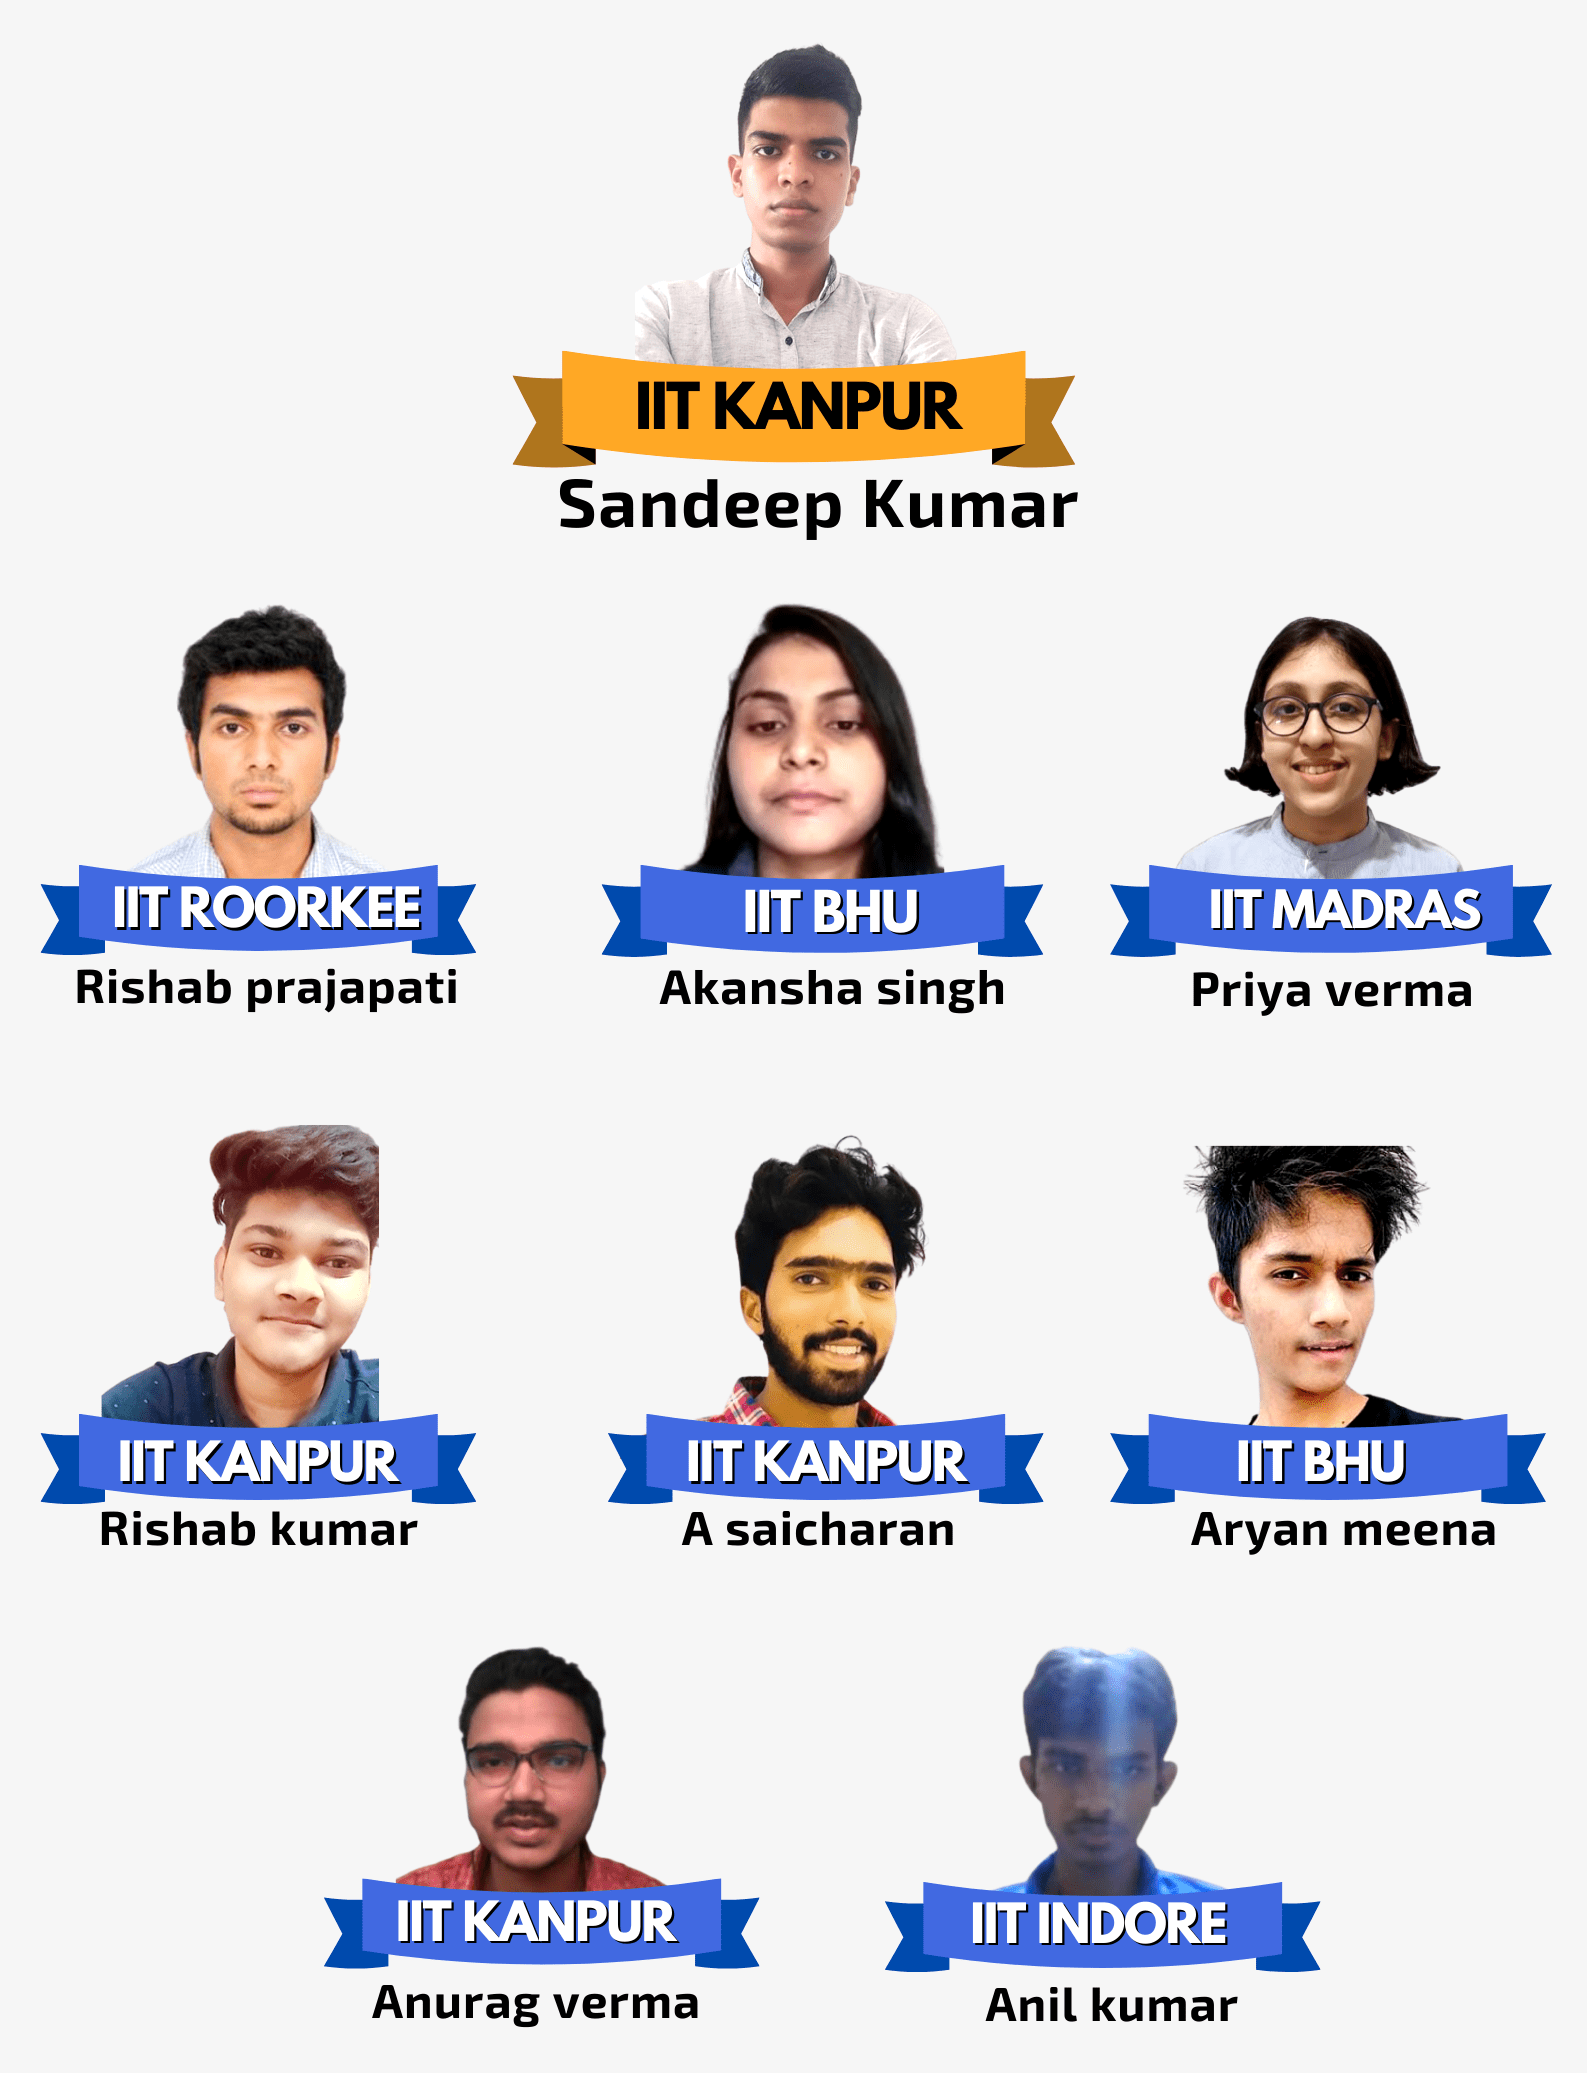 IIT KANPUR
Sandeep Kumar
IIT ROORKEE
Rishab prajapati
IIT BHU
Akansha singh
IIT MADRAS
Priya verma
IIT KANPUR
Rishab kumar
IIT KANPUR
A saicharan
IIT BHU
Aryan meena
IIT KANPUR
Anurag verma
IIT INDORE
Anil kumar